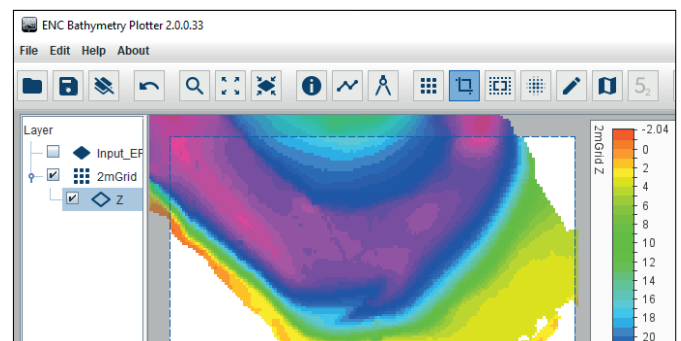 ENC Bathymetry Plotter 2.0.0.33
File Edit Help About
5₂
Layer
Input_EF
2mGrid
Z
2mGrid Z
-2.04
0
2
4
6
8
10
12
14
16
18
20